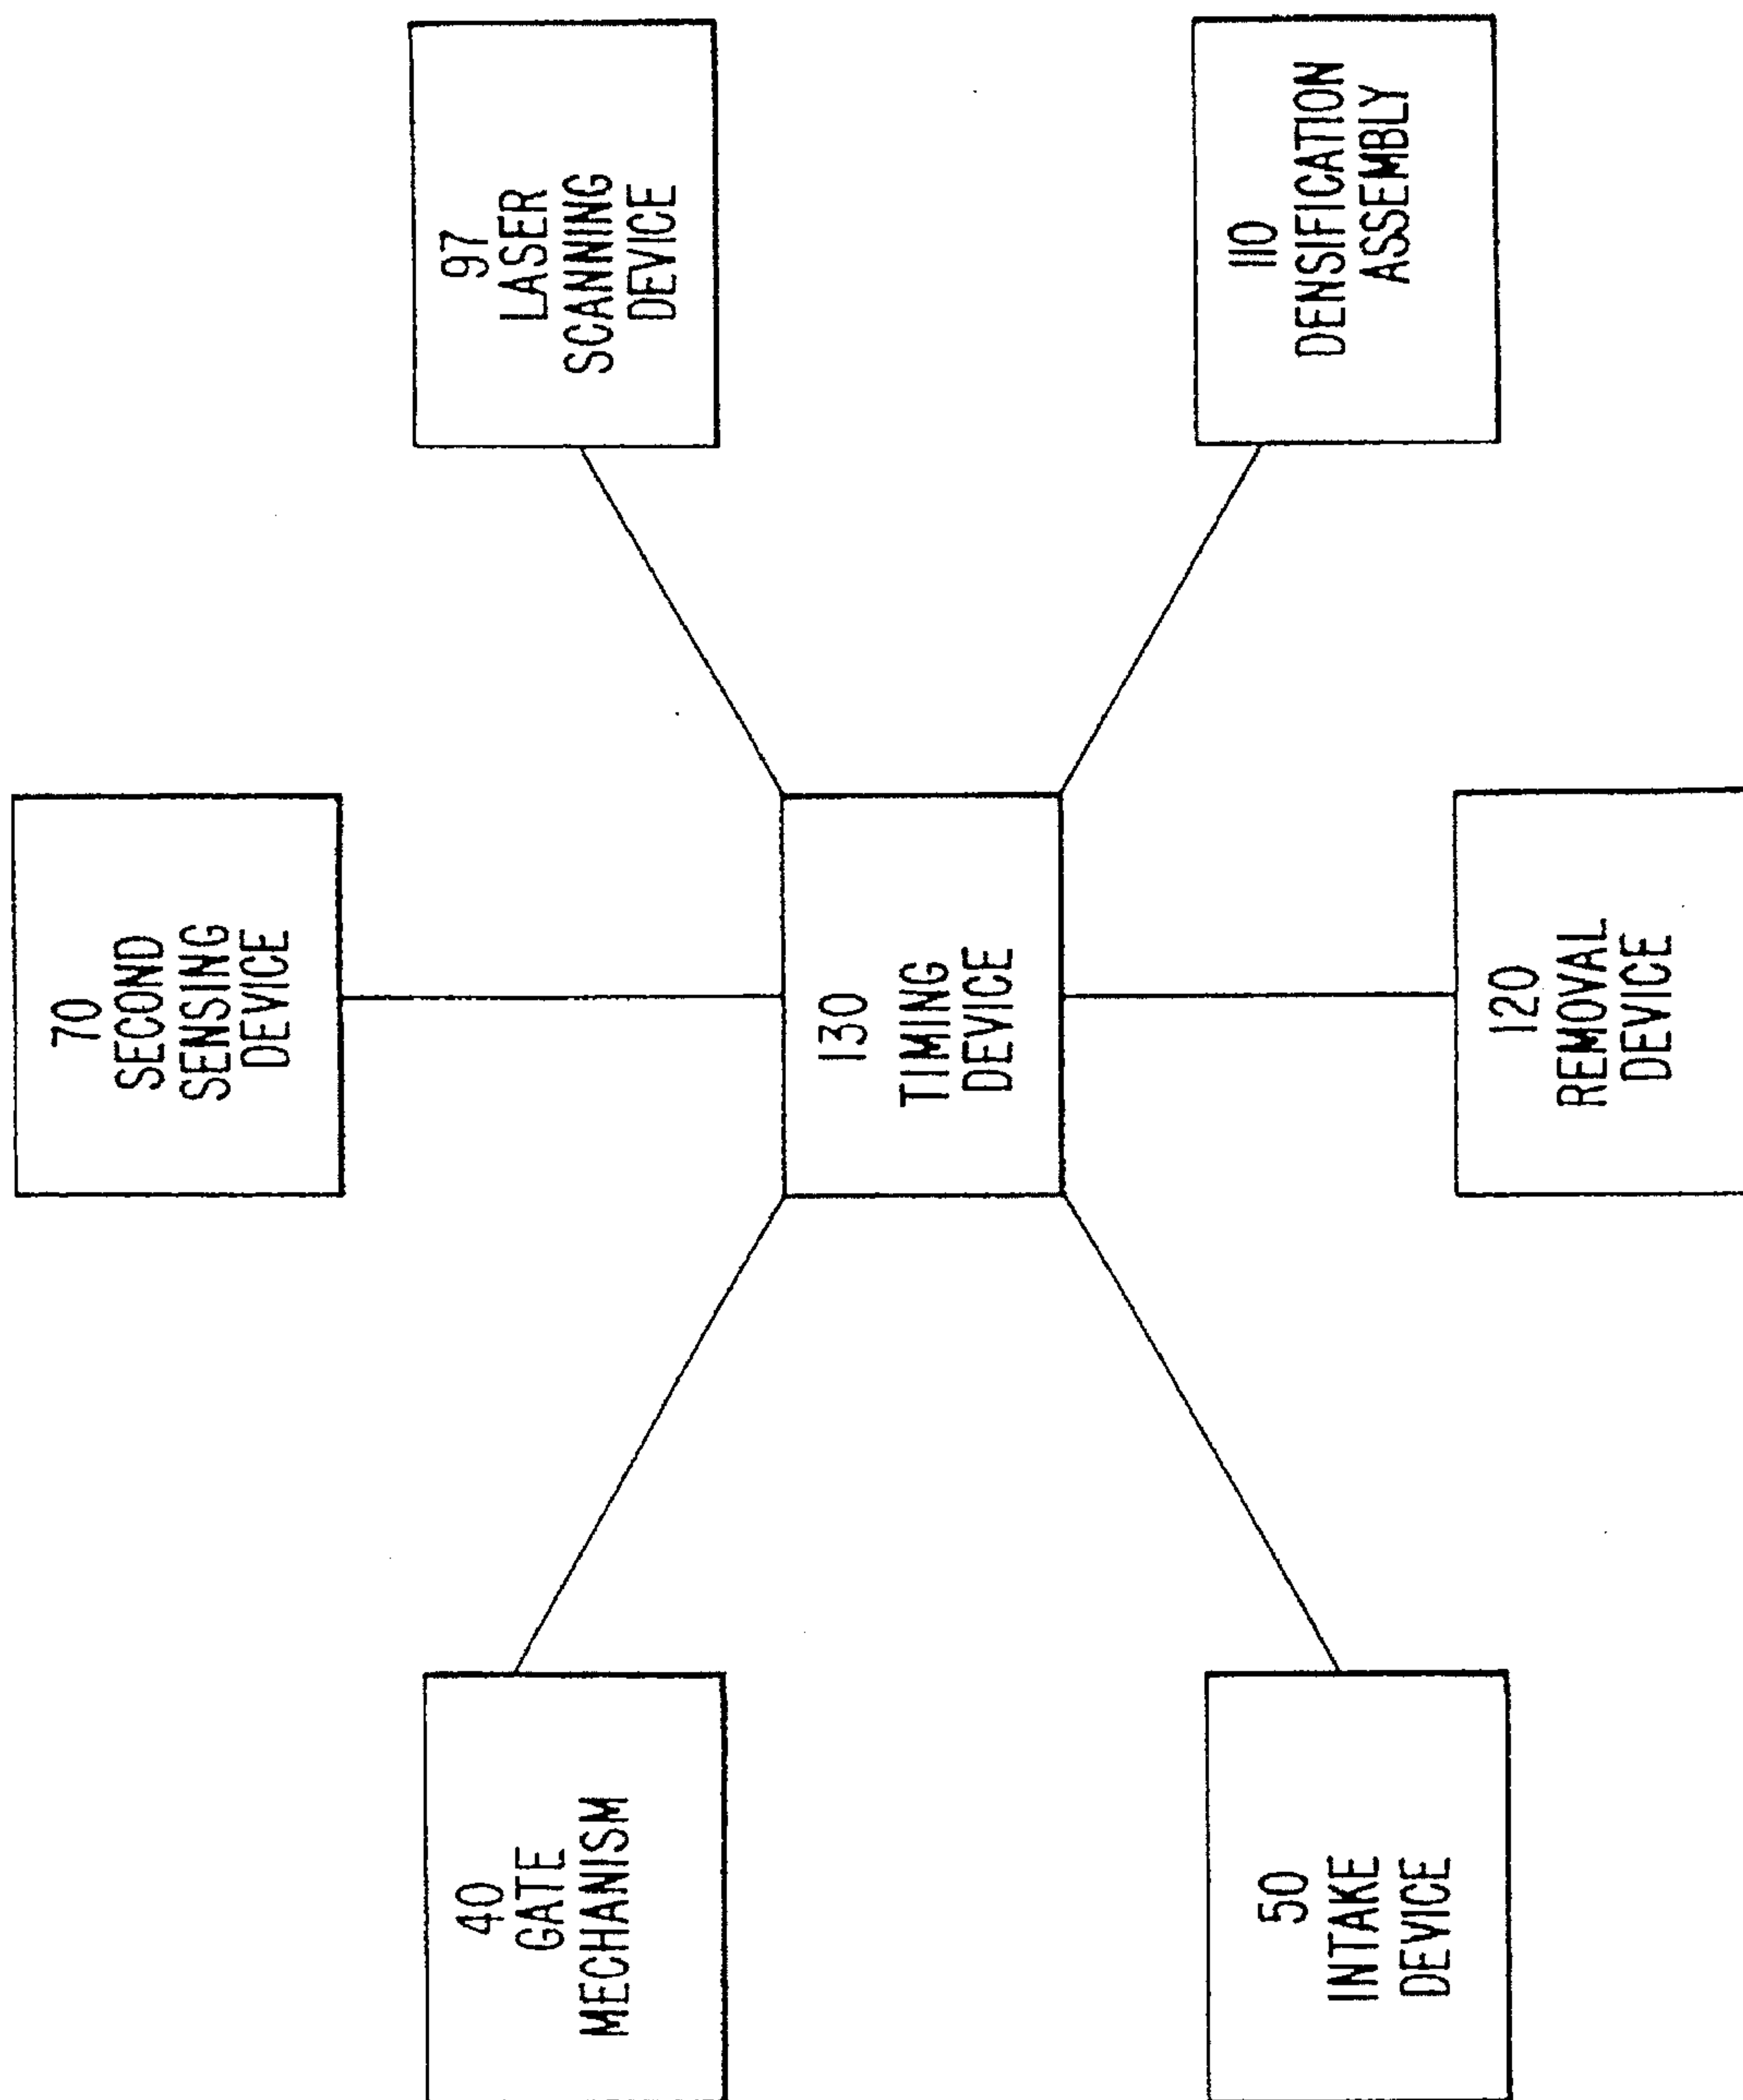 40
GATE
MECHANISM
70
SECOND
SENSING
DEVICE
97
LASER
SCANNING
DEVICE
130
TIMING
DEVICE
50
INTAKE
DEVICE
120
REMOVAL
DEVICE
110
DENSIFICATION
ASSEMBLY